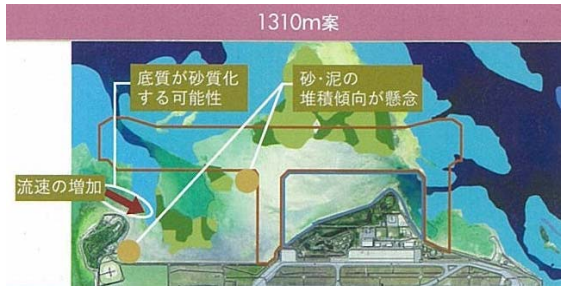 1310m案
底質が砂質化
する可能性
砂・泥の
堆積傾向が懸念
流速の増加